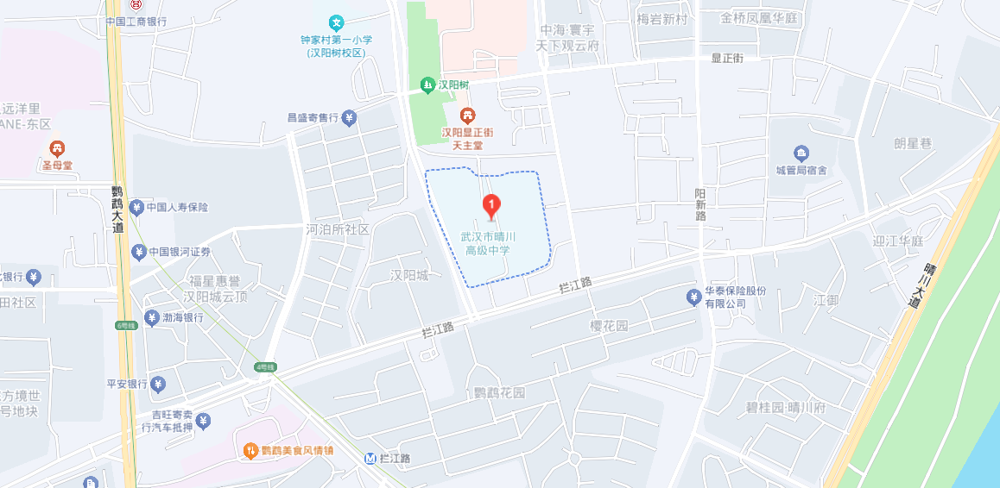 中国工商银行
钟家村第一小学
(汉阳树校区)
中海·寰宇
天下观云府
梅岩新村
金桥凤凰华庭
显正街
汉阳树
昌盛寄售行
汉阳显正街
天主堂
远洋里
ANE-东区
圣母堂
朗星巷
城管局宿舍
鹦鹉大道
中国人寿保险
1
武汉市晴川
高级中学
阳新路
河泊所社区
迎江华庭
中国银河证券
银行
福星惠誉
汉阳城云顶
汉阳城
拦江路
晴川大道
田社区
华泰保险股份
有限公司
江御
渤海银行
6号线
拦江路
樱花园
4号线
平安银行
鹦鹉花园
方境世
号地块
碧桂园·晴川府
吉旺寄卖
行汽车抵押
鹦鹉美食风情镇
拦江路